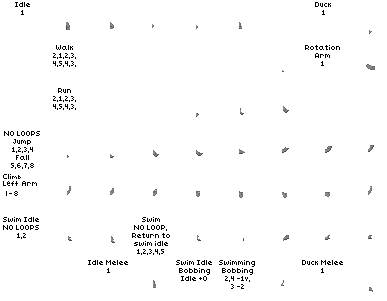 Idle
1
Duck
1
Walk
2,1,2,3,
4,5,4,3,
Rotation
Arm
1
Run
2,1,2,3,
4,5,4,3,
NO LOOPS
Jump
1,2,3,4
Fall
5,6,7,8
Climb
Left Arm
1-8
Swim Idle
NO LOOPS
1,2
Swim
NO LOOP,
Return to
swim idle
1,2,3,4,5
Idle Melee
1
Swim Idle
Bobbing
Idle +0
Swimming
Bobbing
2,4 -1v,
3 -2
Duck Melee
1